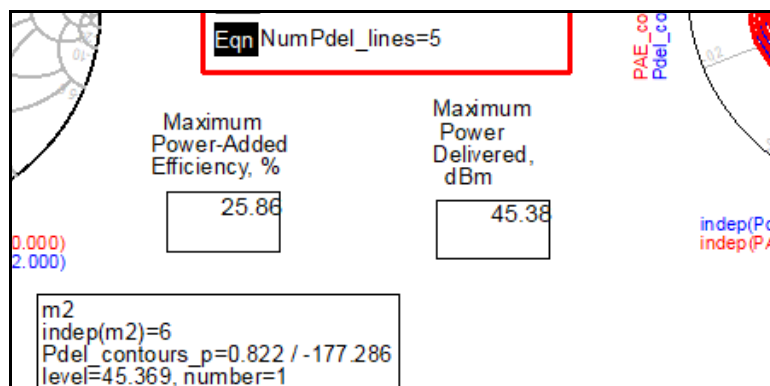 Eqn NumPdel_lines=5
PAE_co
Pdel_co
Maximum
Power-Added
Efficiency, %
25.86
Maximum
Power
Delivered,
dBm
45.38
0.000)
2.000)
indep(Pd
indep(PA
m2
indep(m2)=6
Pdel_contours_p=0.822 / -177.286
level=45.369, number=1